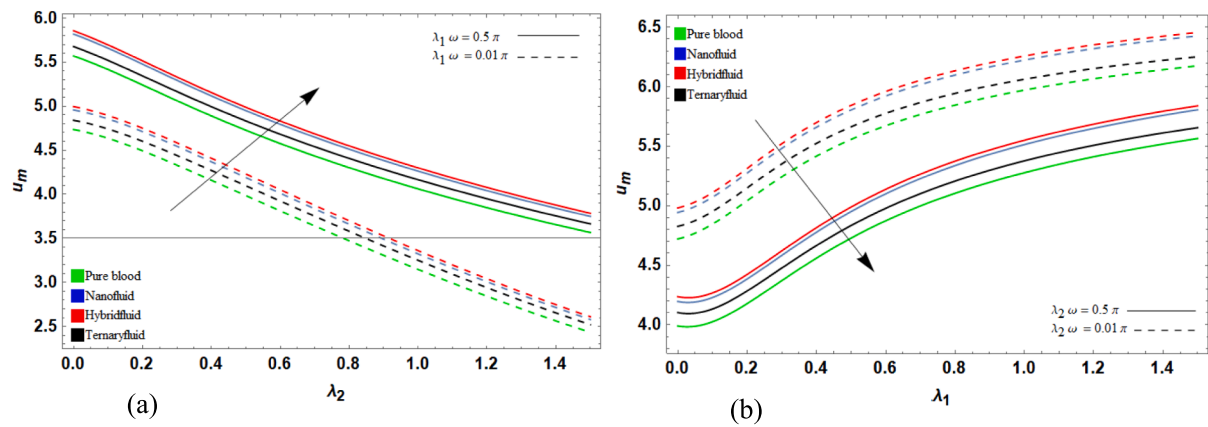 6.0
5.5
5.0
4.5
4.0
3.5
3.0
2.5
u_m
λ1 ω = 0.5 π
λ1 ω = 0.01 π
Pure blood
Nanofluid
Hybridfluid
Ternaryfluid
0.0 0.2 0.4 0.6 0.8 1.0 1.2 1.4
λ2
(a)
6.5
6.0
5.5
5.0
4.5
4.0
u_m
Pure blood
Nanofluid
Hybridfluid
Ternaryfluid
λ2 ω = 0.5 π
λ2 ω = 0.01 π
0.0 0.2 0.4 0.6 0.8 1.0 1.2 1.4
λ1
(b)